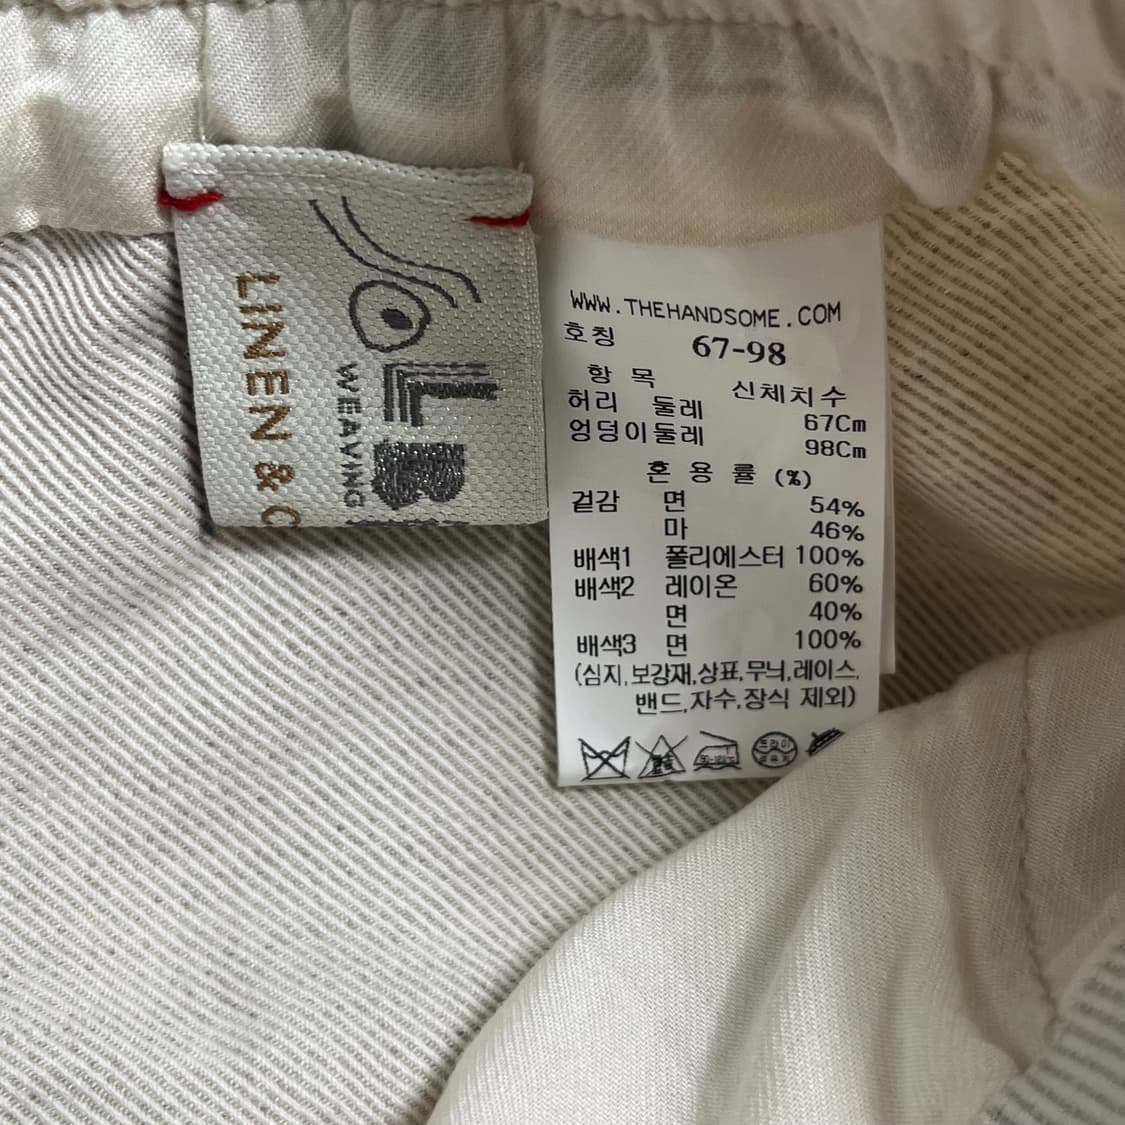 LINEN & C
WEAVING
LB
WWW.THEHANDSOME.COM
호칭 67-98
항 목 신체치수
허리 둘레 67Cm
엉덩이둘레 98Cm
혼 용 률 (%)
겉감 면 54%
마 46%
배색1 폴리에스터 100%
배색2 레이온 60%
면 40%
배색3 면 100%
(심지,보강재,상표,무늬,레이스,
밴드,자수,장식 제외)
드라이